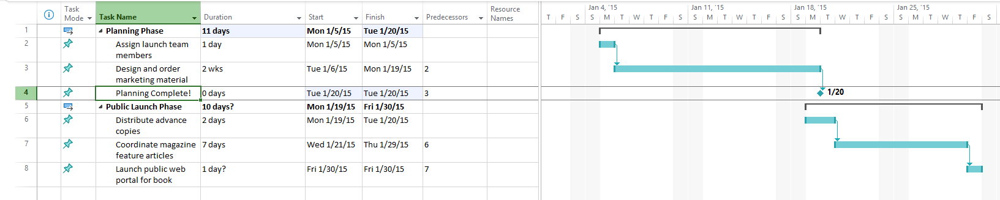 Task Mode Task Name Duration Start Finish Predecessors Resource Names
Jan 4, '15 Jan 11, '15 Jan 18, '15 Jan 25, '15
T F S S M T W T F S S M T W T F S S M T W T F S S M T W T F S
1 Planning Phase 11 days Mon 1/5/15 Tue 1/20/15
2 Assign launch team members 1 day Mon 1/5/15 Mon 1/5/15
3 Design and order marketing material 2 wks Tue 1/6/15 Mon 1/19/15 2
4 Planning Complete! 0 days Tue 1/20/15 Tue 1/20/15 3 1/20
5 Public Launch Phase 10 days? Mon 1/19/15 Fri 1/30/15
6 Distribute advance copies 2 days Mon 1/19/15 Tue 1/20/15
7 Coordinate magazine feature articles 7 days Wed 1/21/15 Thu 1/29/15 6
8 Launch public web portal for book 1 day? Fri 1/30/15 Fri 1/30/15 7